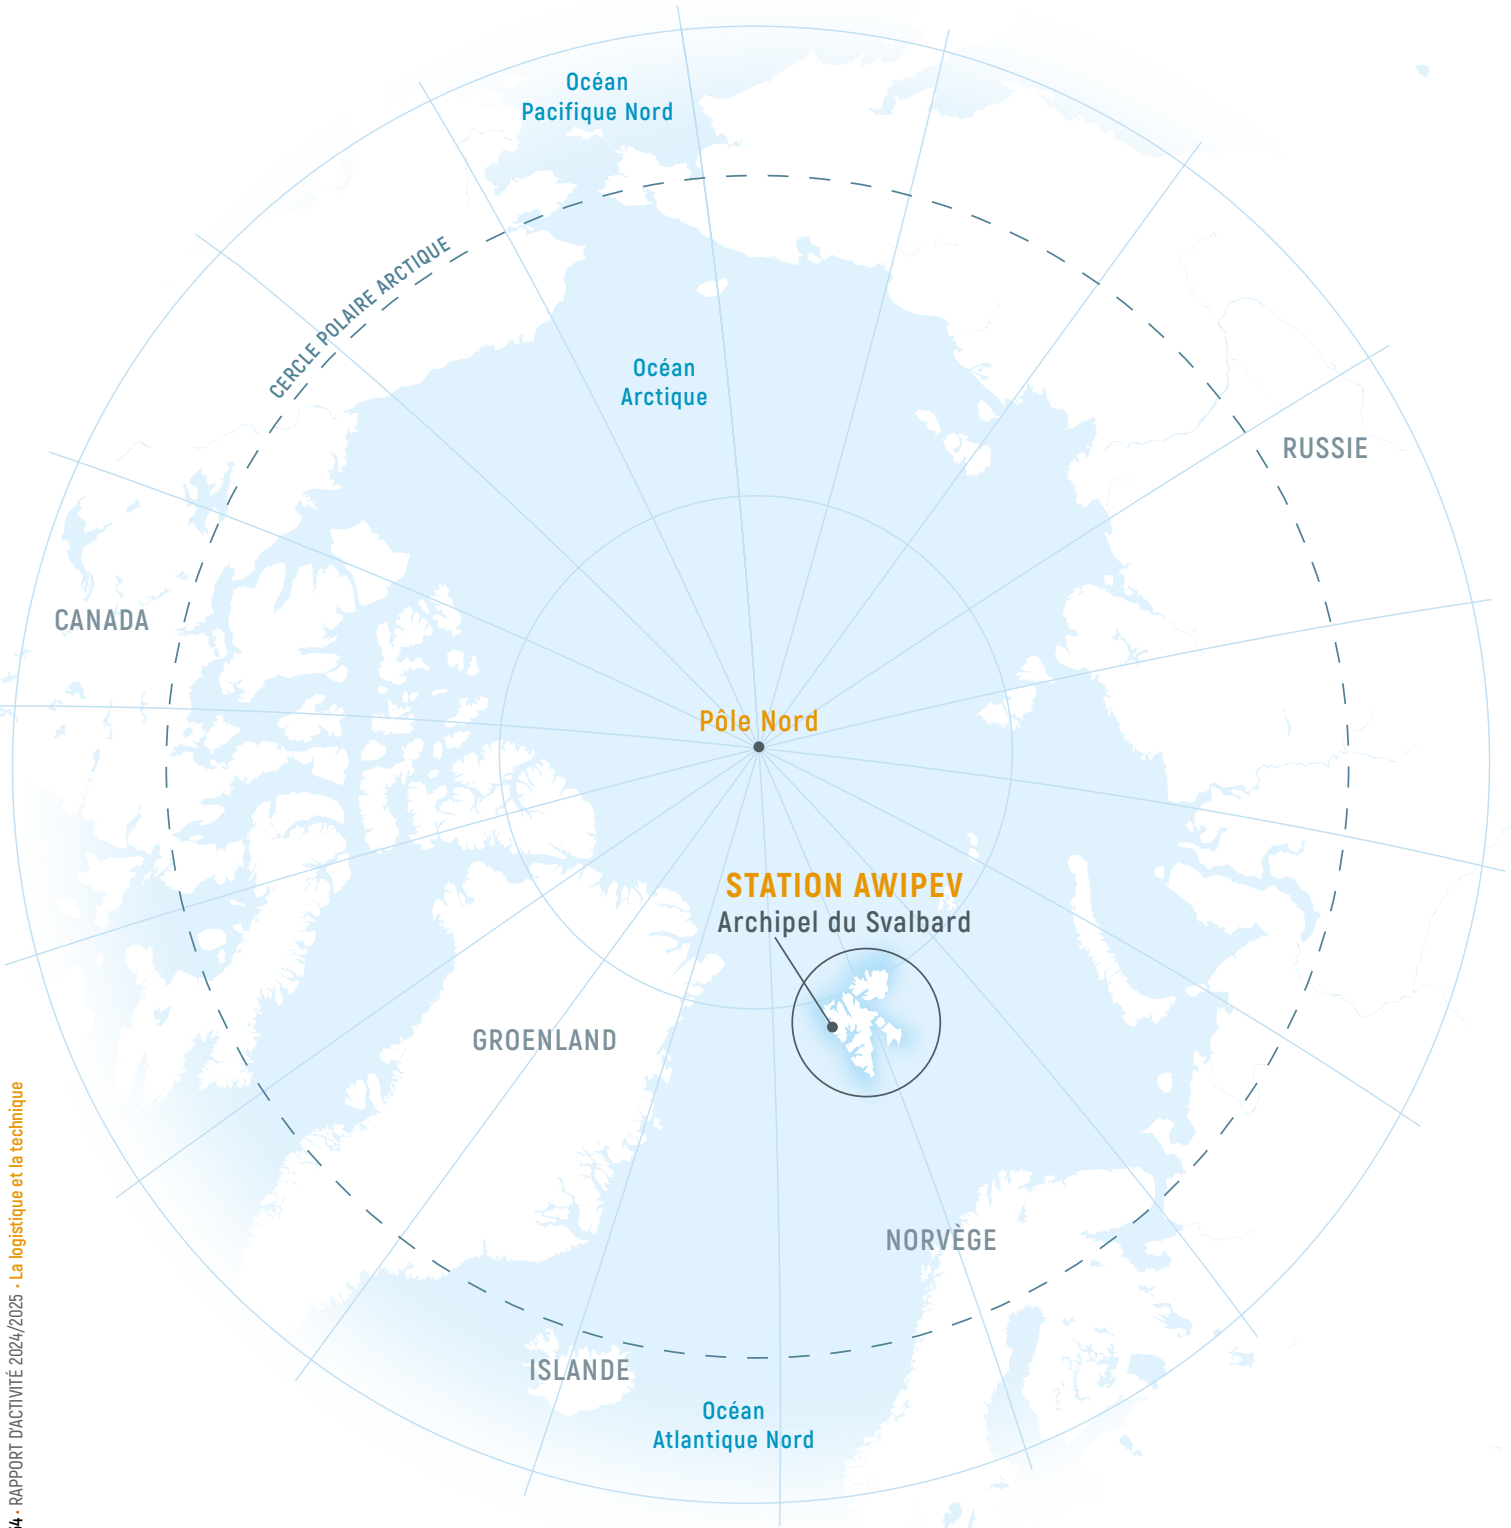 Océan
Pacifique Nord
CERCLE POLAIRE ARCTIQUE
Océan
Arctique
RUSSIE
CANADA
Pôle Nord
STATION AWIPEV
Archipel du Svalbard
GROENLAND
NORVÈGE
ISLANDE
Océan
Atlantique Nord
• RAPPORT D'ACTIVITÉ 2024/2025 • La logistique et la technique